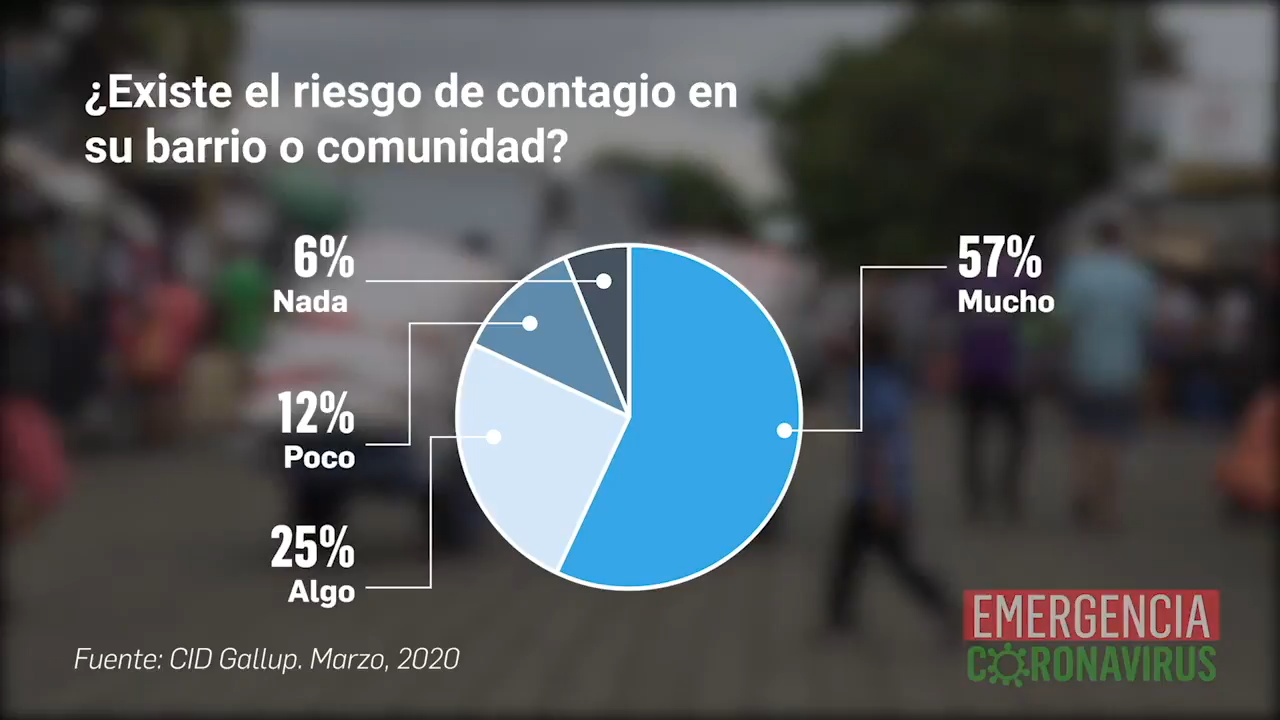 ¿Existe el riesgo de contagio en
su barrio o comunidad?
6%
Nada
57%
Mucho
12%
Poco
25%
Algo
Fuente: CID Gallup. Marzo, 2020
EMERGENCIA
CORONAVIRUS